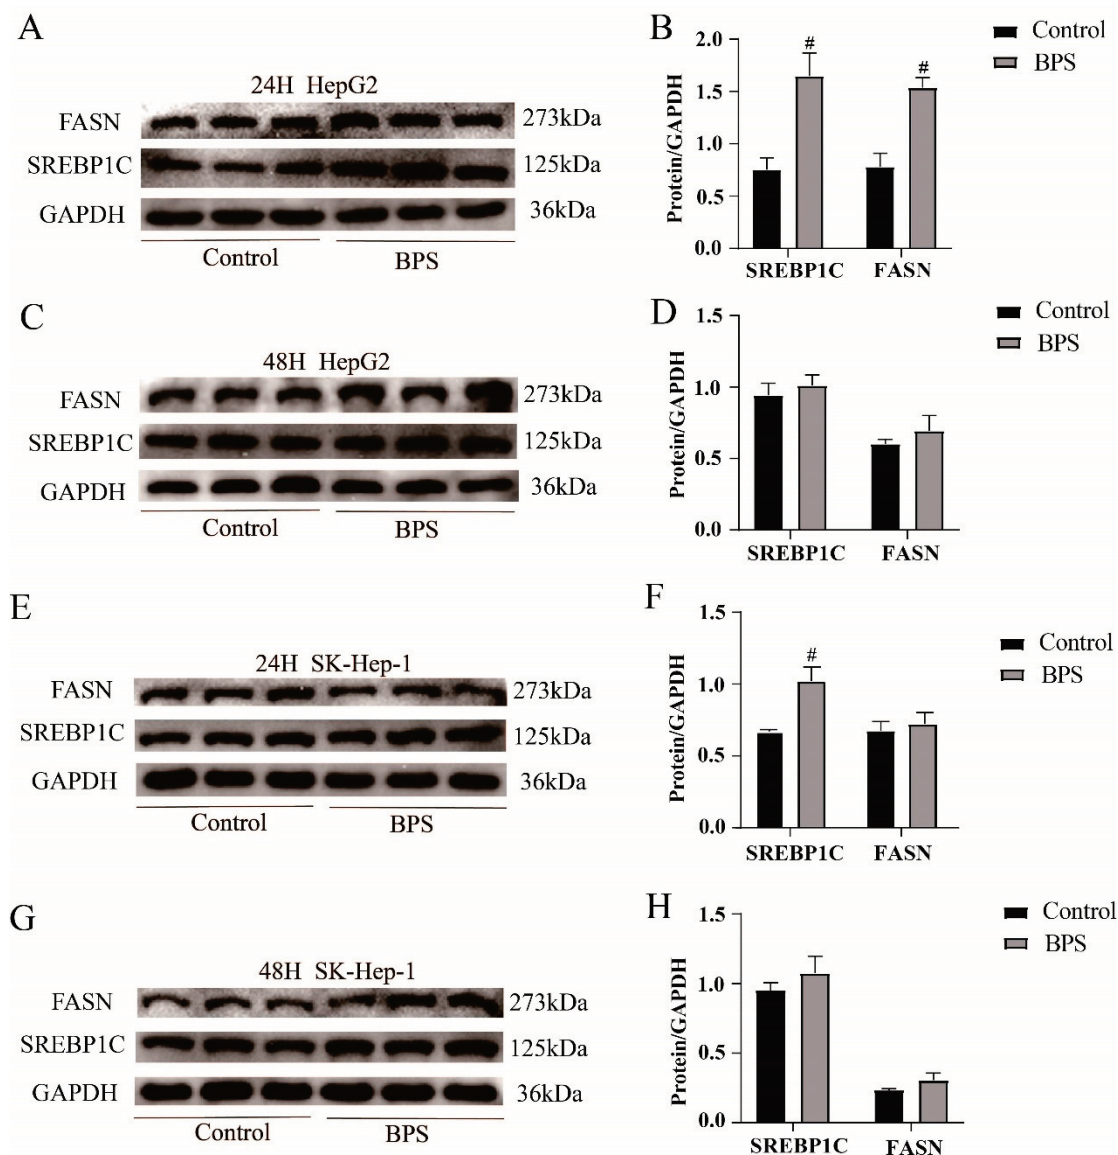 A
24H HepG2
FASN
273kDa
SREBP1C
125kDa
GAPDH
36kDa
Control
BPS
B
Control
BPS
Protein/GAPDH
2.0
1.5
1.0
0.5
0.0
#
#
SREBP1C
FASN
C
48H HepG2
FASN
273kDa
SREBP1C
125kDa
GAPDH
36kDa
Control
BPS
D
Control
BPS
Protein/GAPDH
1.5
1.0
0.5
0.0
SREBP1C
FASN
E
24H SK-Hep-1
FASN
273kDa
SREBP1C
125kDa
GAPDH
36kDa
Control
BPS
F
Control
BPS
Protein/GAPDH
1.5
1.0
0.5
0.0
#
SREBP1C
FASN
G
48H SK-Hep-1
FASN
273kDa
SREBP1C
125kDa
GAPDH
36kDa
Control
BPS
H
Control
BPS
Protein/GAPDH
1.5
1.0
0.5
0.0
SREBP1C
FASN